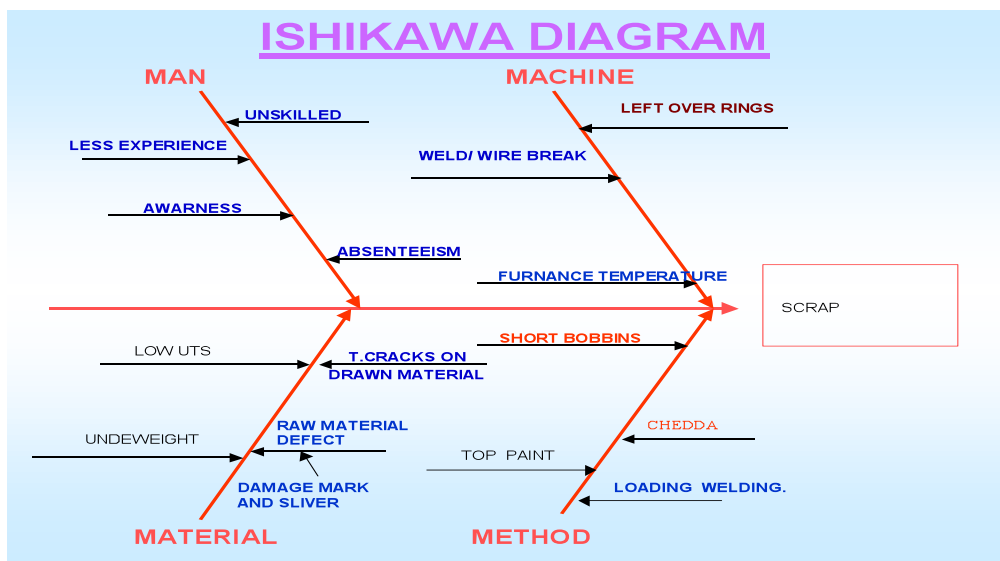 ISHIKAWA DIAGRAM
MAN
MACHINE
UNSKILLED
LEFT OVER RINGS
LESS EXPERIENCE
WELD/ WIRE BREAK
AWARNESS
ABSENTEEISM
FURNANCE TEMPERATURE
SCRAP
SHORT BOBBINS
LOW UTS
T.CRACKS ON
DRAWN MATERIAL
RAW MATERIAL
DEFECT
CHEDDA
UNDEWEIGHT
TOP PAINT
DAMAGE MARK
AND SLIVER
LOADING WELDING.
MATERIAL
METHOD